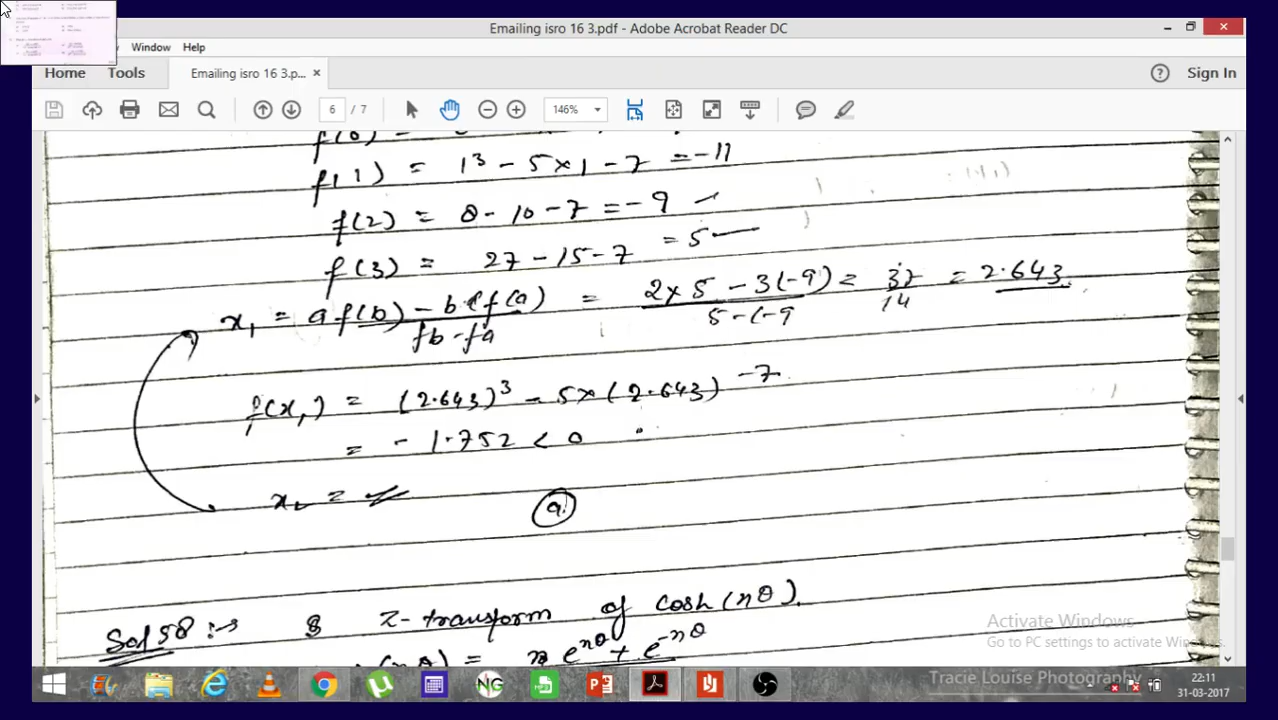 Emailing isro 16 3.pdf - Adobe Acrobat Reader DC
Window Help
Home Tools Emailing isro 16 3.p... × Sign In
6 / 7 146%
f(0) =
f(1) = 1³ - 5×1 - 7 = -11
f(2) = 8 - 10 - 7 = -9
f(3) = 27 - 15 - 7 = 5
x₁ = a f(b) - b f(a) / fb - fa = 2×5 - 3(-9) / 5-(-9 = 37 / 14 = 2.643
f(x₁) = (2.643)³ - 5×(2.643) - 7
= - 1.752 < 0
x₂ =
a
Sol 58 :→ Z-transform of cosh(nθ).
= e^nθ + e^-nθ
Activate Windows
Go to PC settings to activate Windows.
Tracie Louise Photography
22:11
31-03-2017